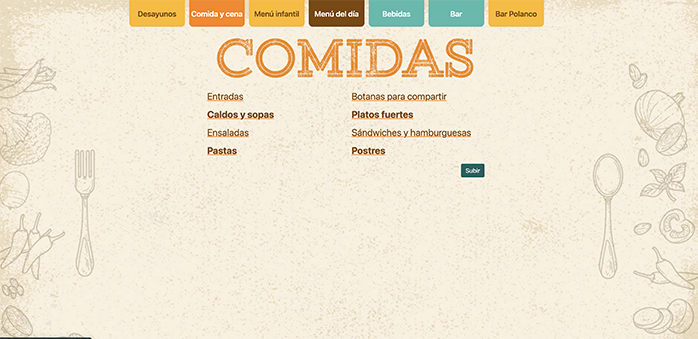 Desayunos Comida y cena Menú infantil Menú del día Bebidas Bar Bar Polanco
COMIDAS
Entradas Botanas para compartir
Caldos y sopas Platos fuertes
Ensaladas Sándwiches y hamburguesas
Pastas Postres
Subir